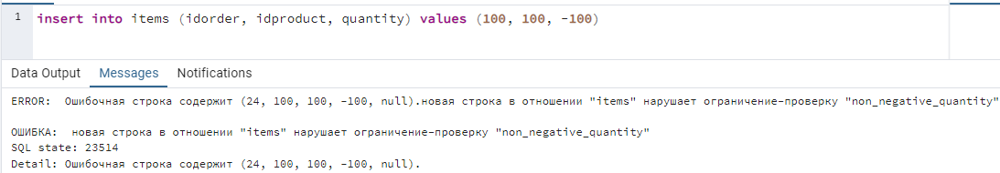 1 insert into items (idorder, idproduct, quantity) values (100, 100, -100)
Data Output Messages Notifications
ERROR: Ошибочная строка содержит (24, 100, 100, -100, null).новая строка в отношении "items" нарушает ограничение-проверку "non_negative_quantity"
ОШИБКА: новая строка в отношении "items" нарушает ограничение-проверку "non_negative_quantity"
SQL state: 23514
Detail: Ошибочная строка содержит (24, 100, 100, -100, null).